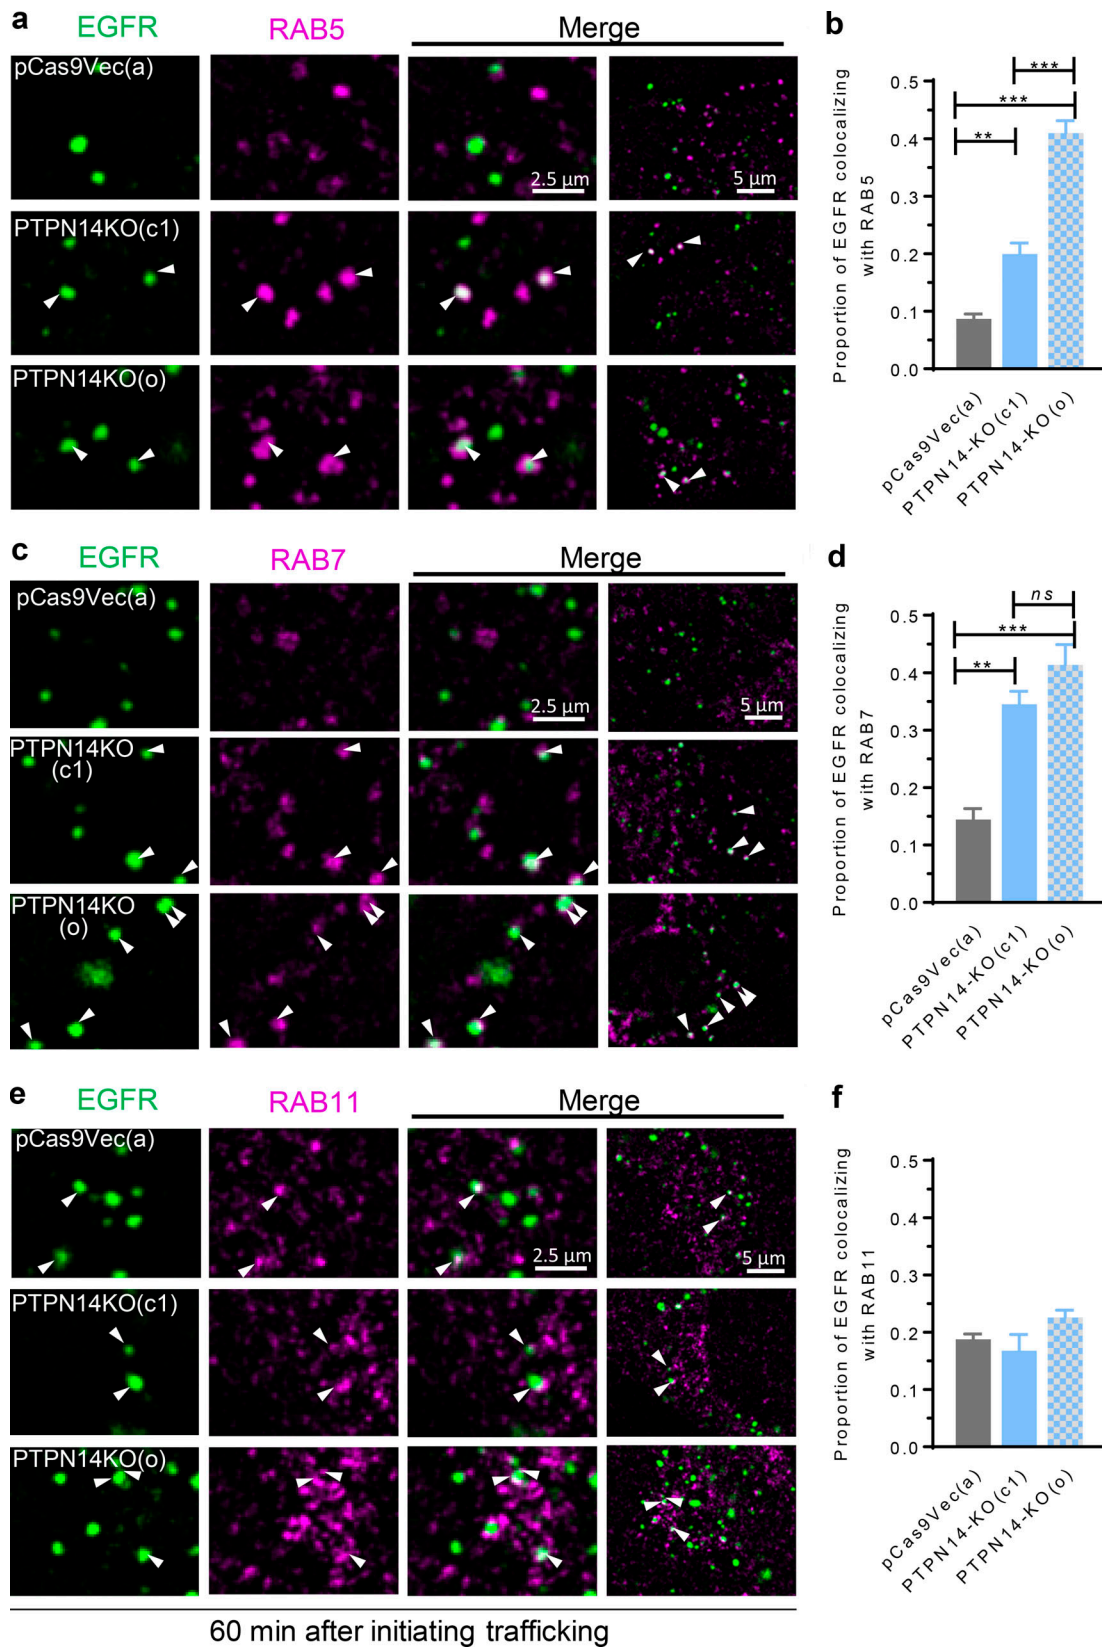 a
EGFR
RAB5
Merge
pCas9Vec(a)
2.5 µm
5 µm
PTPN14KO(c1)
PTPN14KO(o)
b
Proportion of EGFR colocalizing
with RAB5
0.5
0.4
0.3
0.2
0.1
0.0
***
***
**
pCas9Vec(a)
PTPN14-KO(c1)
PTPN14-KO(o)
c
EGFR
RAB7
Merge
pCas9Vec(a)
2.5 µm
5 µm
PTPN14KO
(c1)
PTPN14KO
(o)
d
Proportion of EGFR colocalizing
with RAB7
0.5
0.4
0.3
0.2
0.1
0.0
ns
***
**
pCas9Vec(a)
PTPN14-KO(c1)
PTPN14-KO(o)
e
EGFR
RAB11
Merge
pCas9Vec(a)
2.5 µm
5 µm
PTPN14KO(c1)
PTPN14KO(o)
f
Proportion of EGFR colocalizing
with RAB11
0.5
0.4
0.3
0.2
0.1
0.0
pCas9Vec(a)
PTPN14-KO(c1)
PTPN14-KO(o)
60 min after initiating trafficking